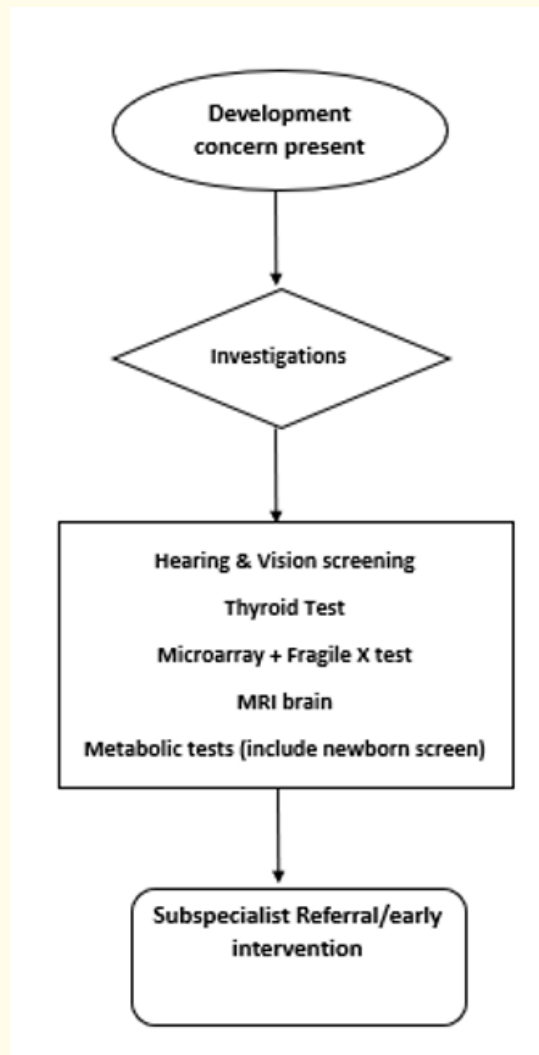 Development
concern present
Investigations
Hearing & Vision screening
Thyroid Test
Microarray + Fragile X test
MRI brain
Metabolic tests (include newborn screen)
Subspecialist Referral/early
intervention